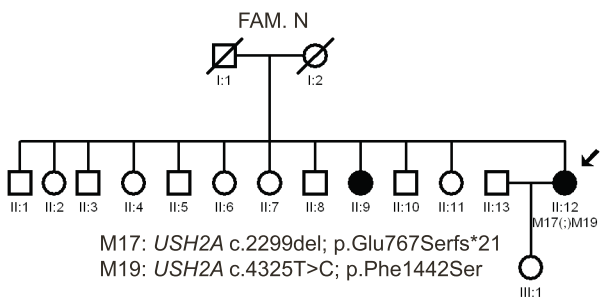 FAM. N
I:1 I:2
II:1 II:2 II:3 II:4 II:5 II:6 II:7 II:8 II:9 II:10 II:11 II:13 II:12
M17(;)M19
M17: USH2A c.2299del; p.Glu767Serfs*21
M19: USH2A c.4325T>C; p.Phe1442Ser
III:1